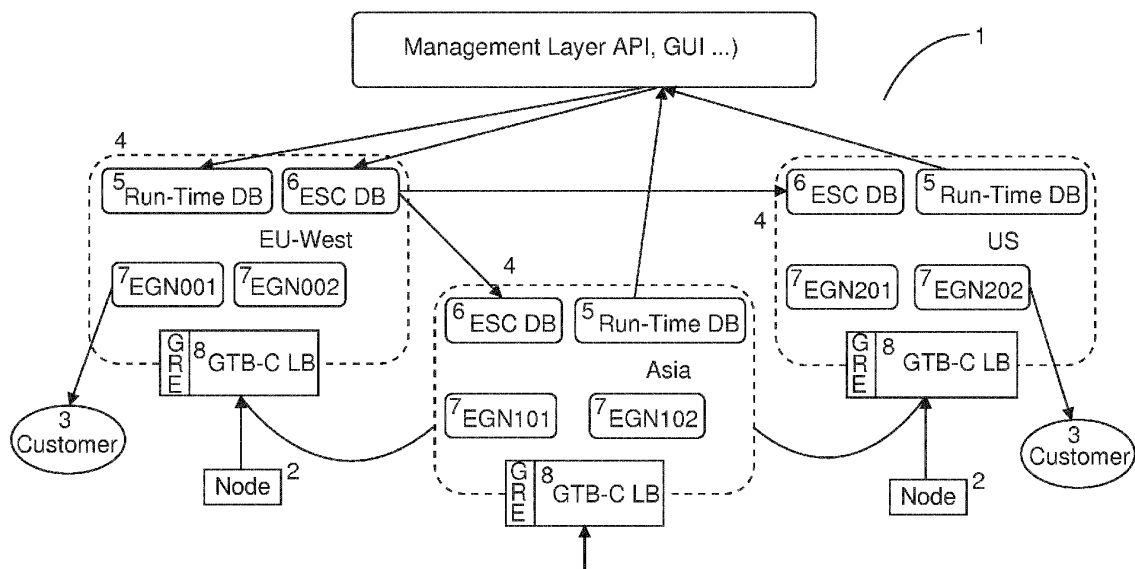 Management Layer API, GUI ...)
1
4
5 Run-Time DB
6 ESC DB
EU-West
7 EGN001
7 EGN002
GRE
8 GTB-C LB
3
Customer
Node 2
4
6 ESC DB
5 Run-Time DB
Asia
7 EGN101
7 EGN102
GRE
8 GTB-C LB
4
6 ESC DB
5 Run-Time DB
US
7 EGN201
7 EGN202
GRE
8 GTB-C LB
Node 2
3
Customer